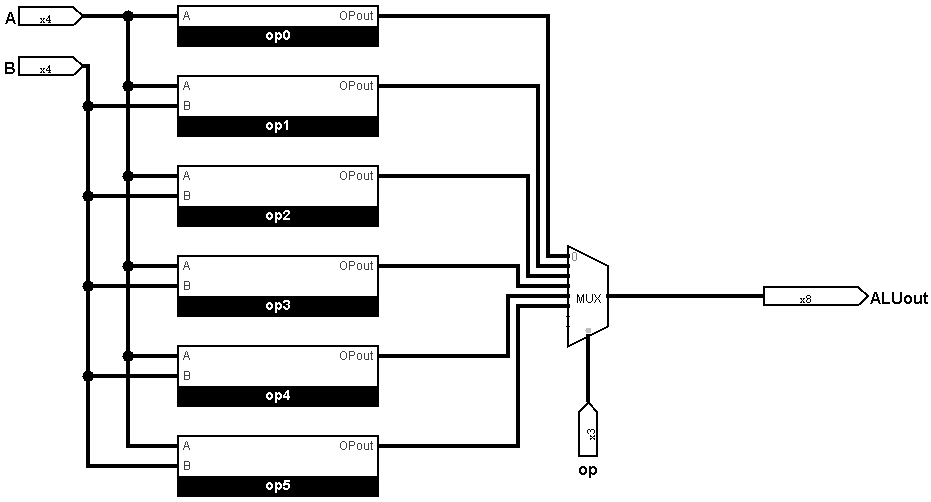 A x4 A OPout
op0
B x4
A OPout
B
op1
A OPout
B
op2
A OPout
B
op3
0
MUX
x8 ALUout
A OPout
B
op4
x3
op
A OPout
B
op5